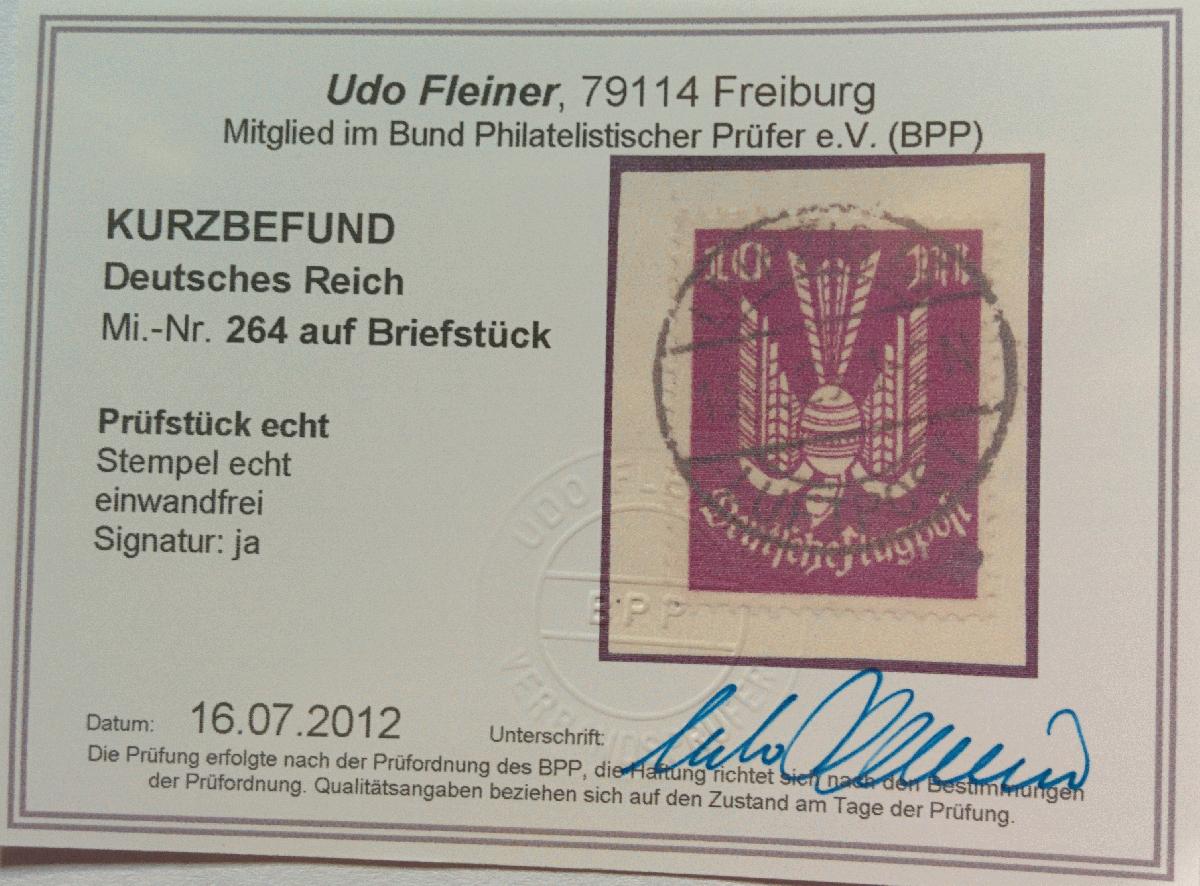 Udo Fleiner, 79114 Freiburg
Mitglied im Bund Philatelistischer Prüfer e.V. (BPP)
KURZBEFUND
Deutsches Reich
Mi.-Nr. 264 auf Briefstück
Prüfstück echt
Stempel echt
einwandfrei
Signatur: ja
10 M
Deutsche Flugpost
LUFTPOST
UDO
BPP
Datum: 16.07.2012
Unterschrift:
Die Prüfung erfolgte nach der Prüfordnung des BPP, die Haftung richtet sich nach den Bestimmungen
der Prüfordnung. Qualitätsangaben beziehen sich auf den Zustand am Tage der Prüfung.